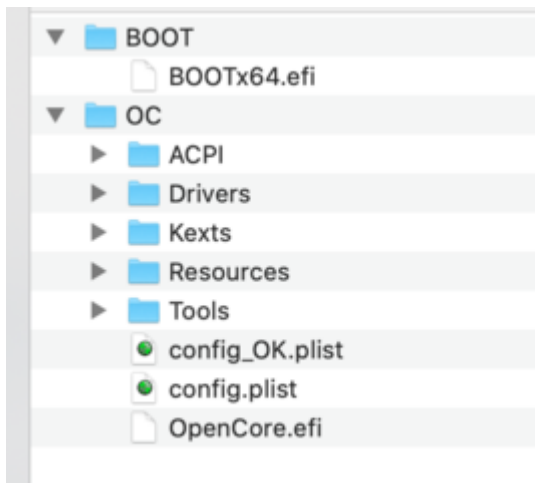 BOOT
BOOTx64.efi
OC
ACPI
Drivers
Kexts
Resources
Tools
config_OK.plist
config.plist
OpenCore.efi